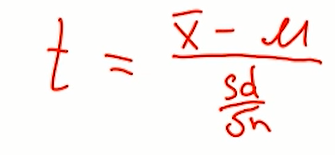 t = x̄ - μ
sd
√n